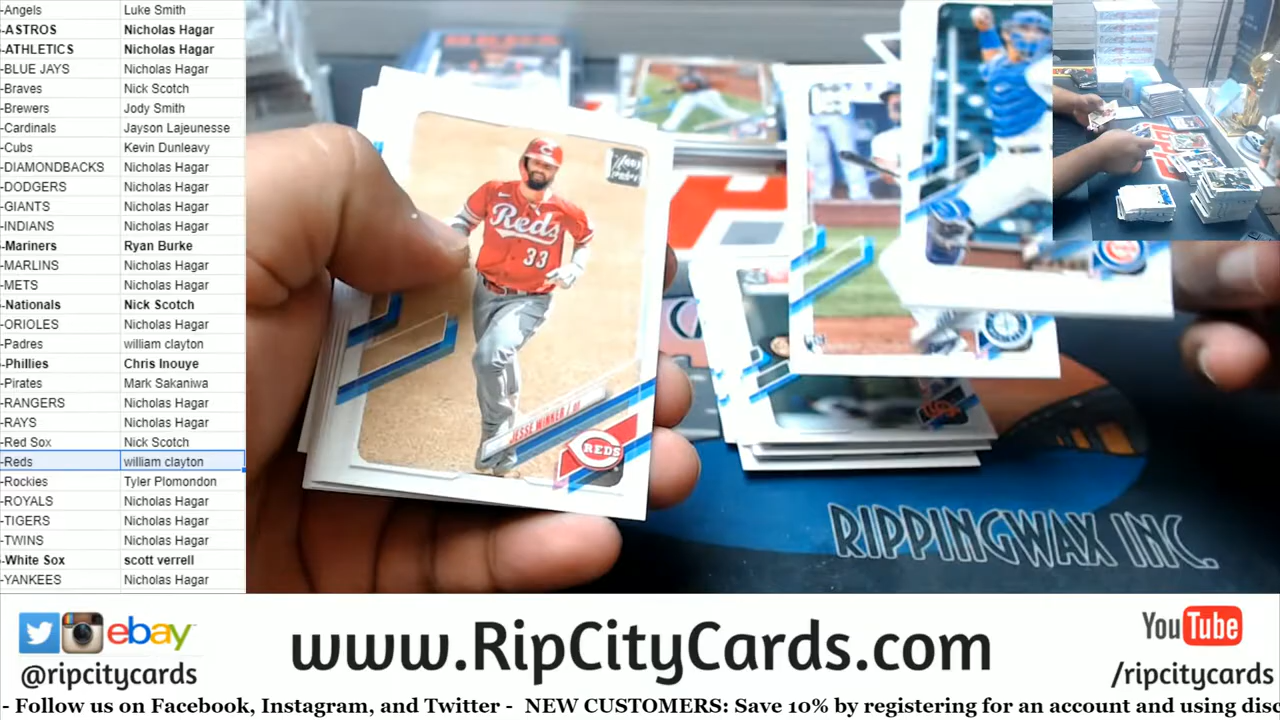 -Angels Luke Smith
-ASTROS Nicholas Hagar
-ATHLETICS Nicholas Hagar
-BLUE JAYS Nicholas Hagar
-Braves Nick Scotch
-Brewers Jody Smith
-Cardinals Jayson Lajeunesse
-Cubs Kevin Dunleavy
-DIAMONDBACKS Nicholas Hagar
-DODGERS Nicholas Hagar
-GIANTS Nicholas Hagar
-INDIANS Nicholas Hagar
-Mariners Ryan Burke
-MARLINS Nicholas Hagar
-METS Nicholas Hagar
-Nationals Nick Scotch
-ORIOLES Nicholas Hagar
-Padres william clayton
-Phillies Chris Inouye
-Pirates Mark Sakaniwa
-RANGERS Nicholas Hagar
-RAYS Nicholas Hagar
-Red Sox Nick Scotch
-Reds william clayton
-Rockies Tyler Plomondon
-ROYALS Nicholas Hagar
-TIGERS Nicholas Hagar
-TWINS Nicholas Hagar
-White Sox scott verrell
-YANKEES Nicholas Hagar
Reds
33
JESSE WINKER / OF
REDS
RIPPINGWAX INC.
ebay
@ripcitycards
www.RipCityCards.com
YouTube
/ripcitycards
- Follow us on Facebook, Instagram, and Twitter - NEW CUSTOMERS: Save 10% by registering for an account and using disc